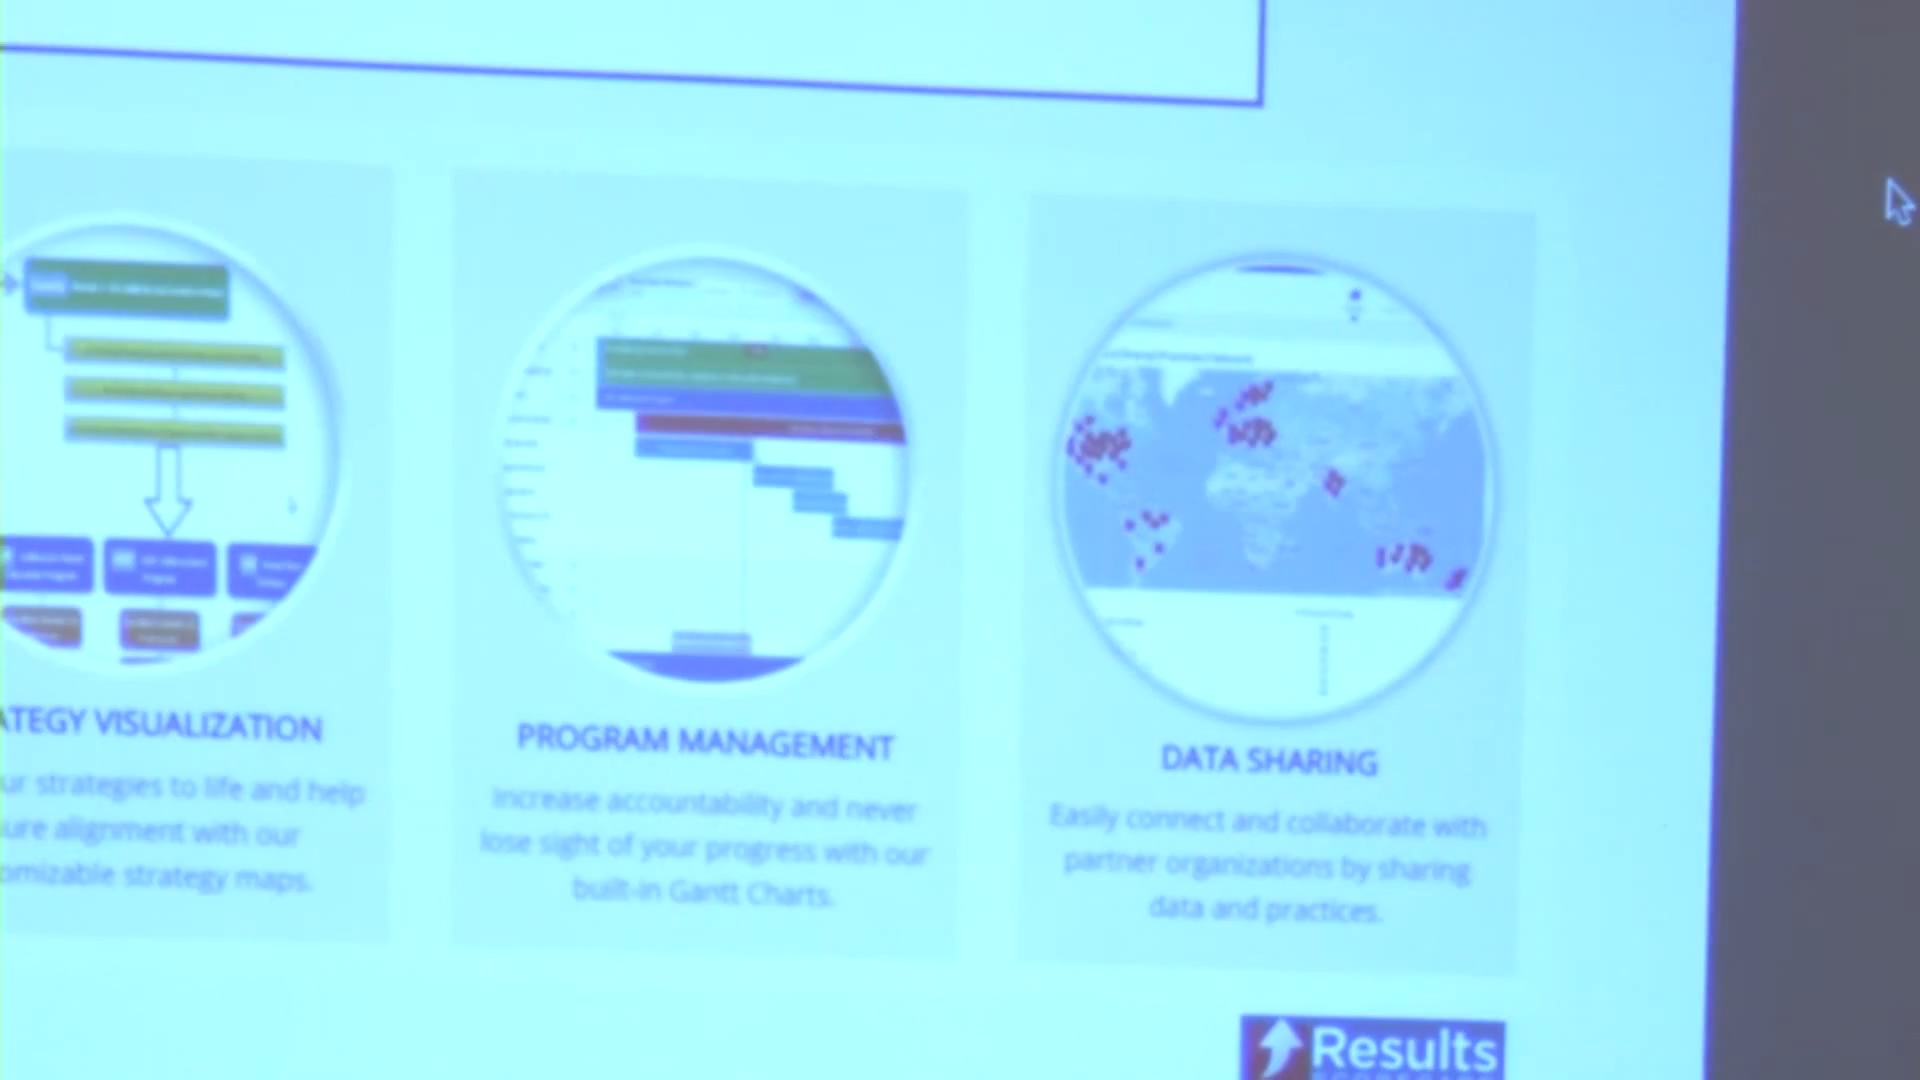 ATEGY VISUALIZATION
ur strategies to life and help
ure alignment with our
omizable strategy maps.
PROGRAM MANAGEMENT
Increase accountability and never
lose sight of your progress with our
built-in Gantt Charts.
DATA SHARING
Easily connect and collaborate with
partner organizations by sharing
data and practices.
Results